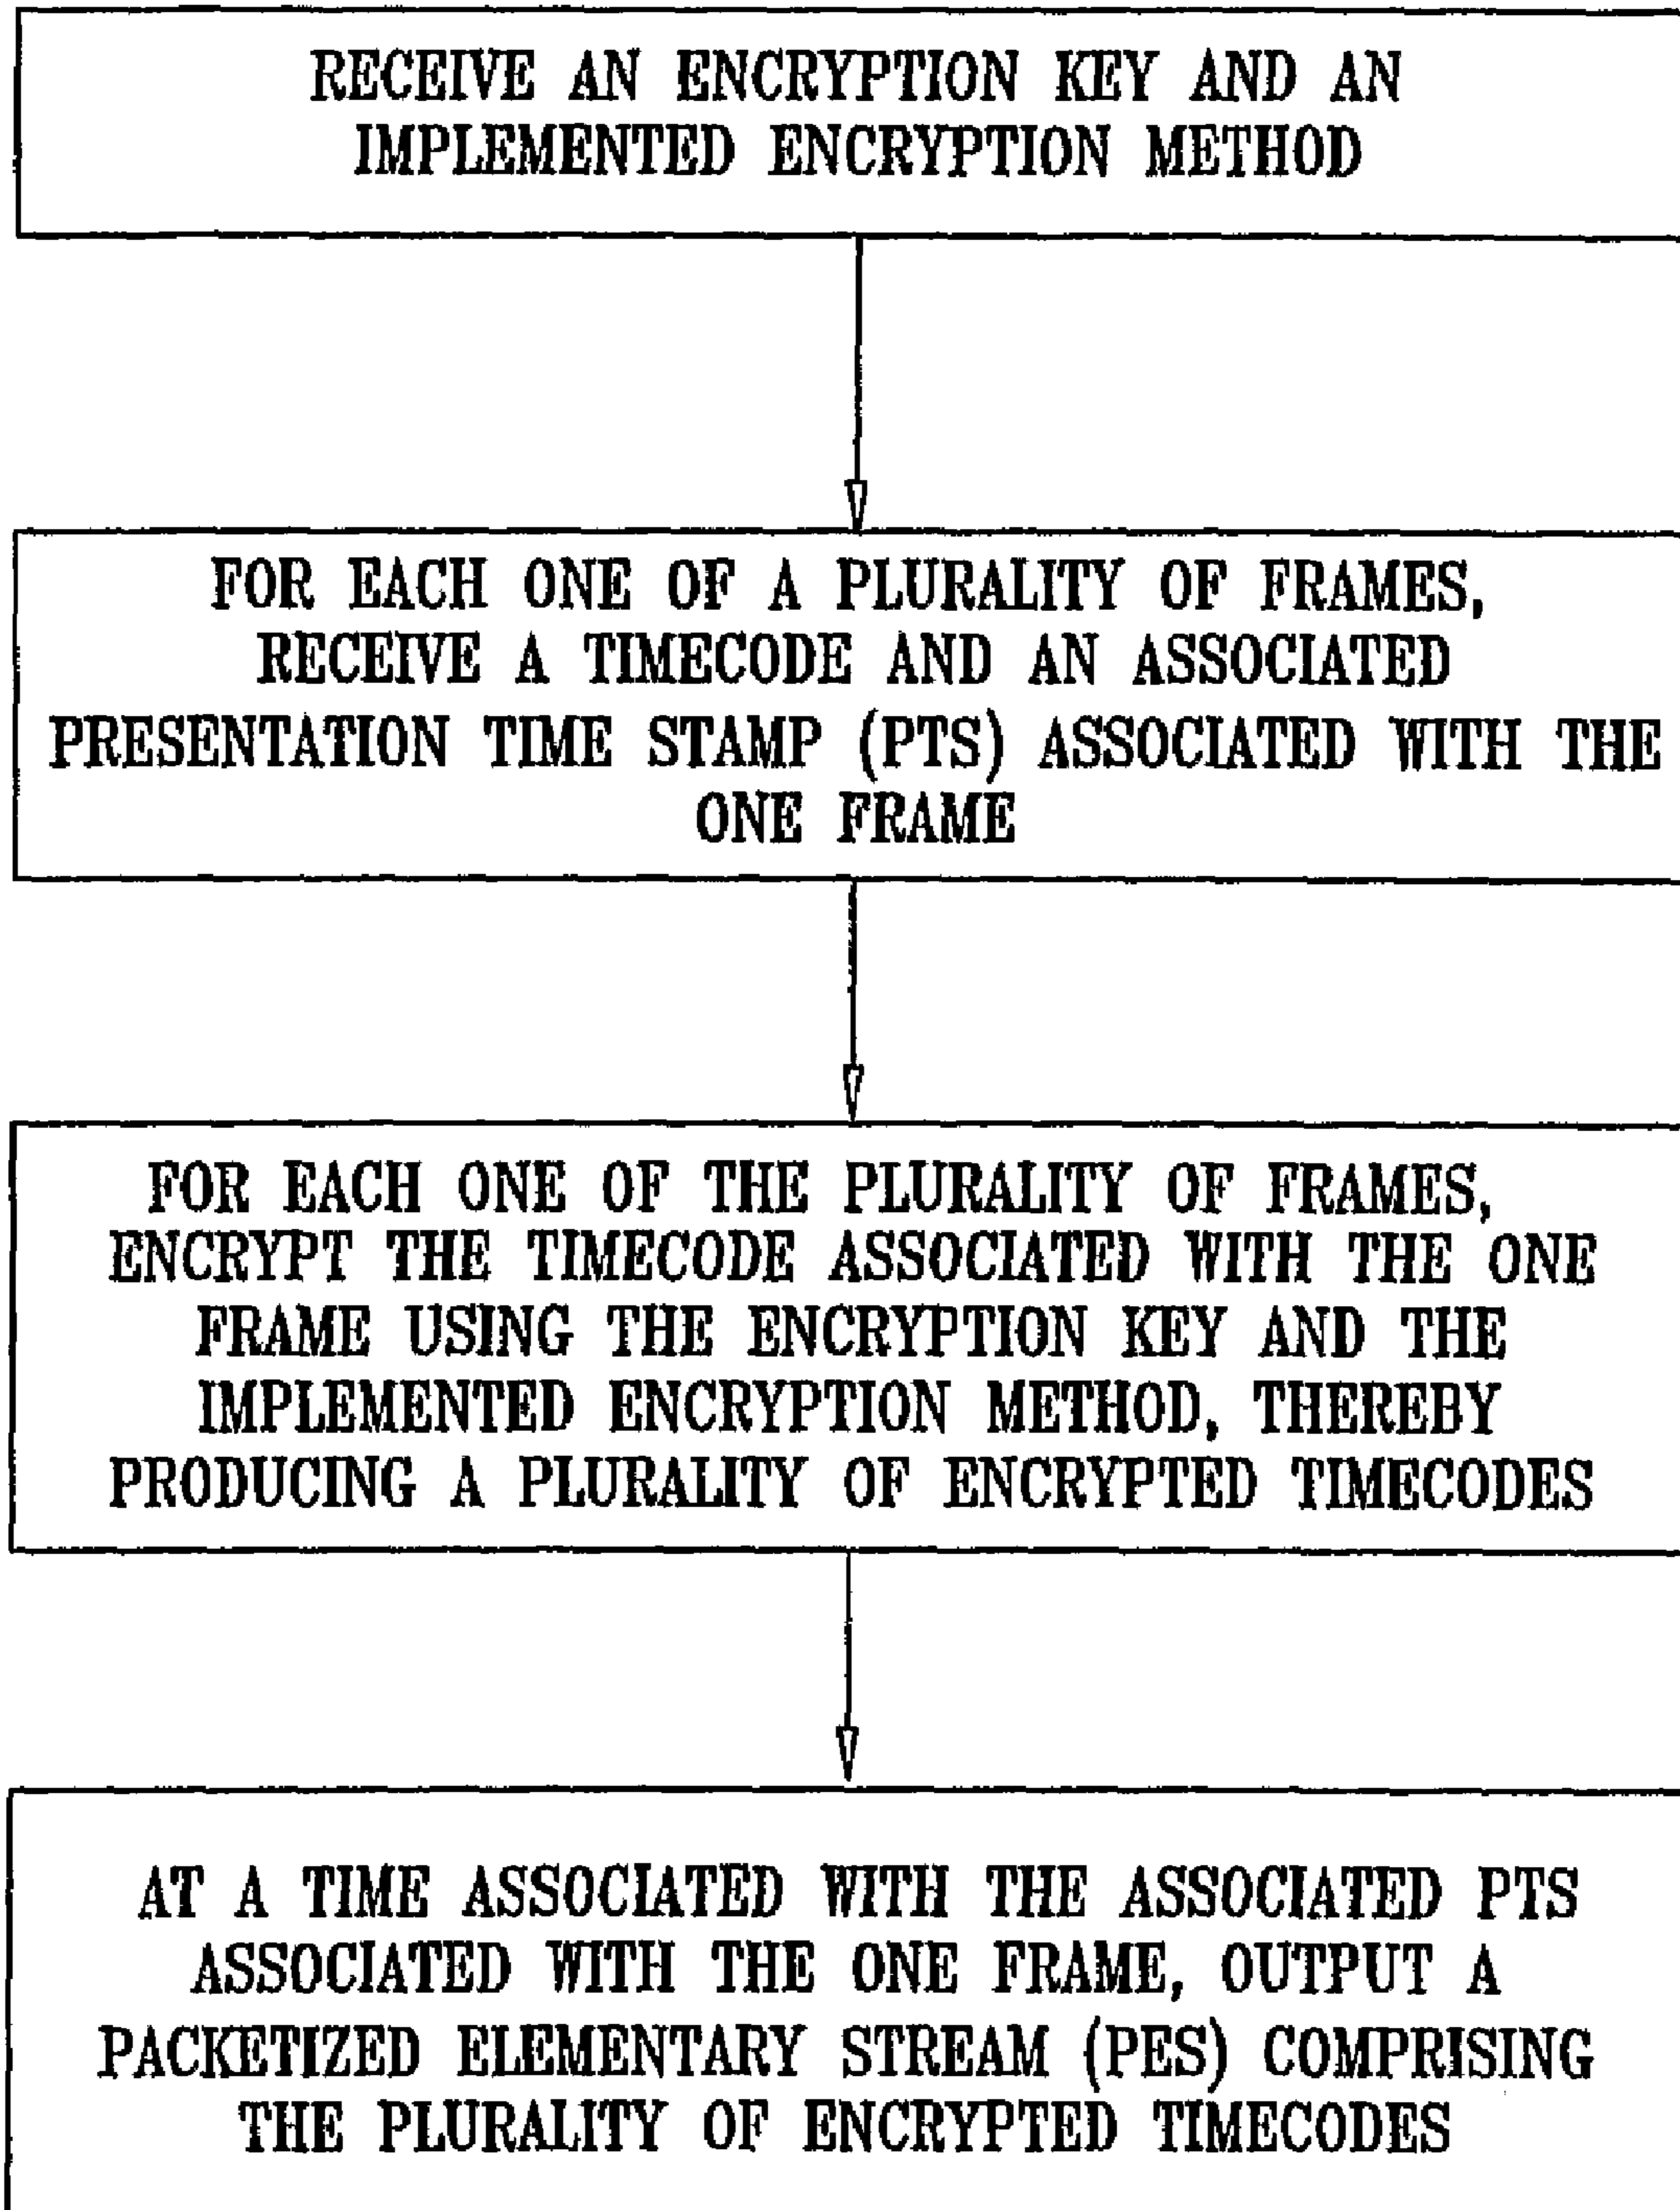 RECEIVE AN ENCRYPTION KEY AND AN
IMPLEMENTED ENCRYPTION METHOD
FOR EACH ONE OF A PLURALITY OF FRAMES,
RECEIVE A TIMECODE AND AN ASSOCIATED
PRESENTATION TIME STAMP (PTS) ASSOCIATED WITH THE
ONE FRAME
FOR EACH ONE OF THE PLURALITY OF FRAMES,
ENCRYPT THE TIMECODE ASSOCIATED WITH THE ONE
FRAME USING THE ENCRYPTION KEY AND THE
IMPLEMENTED ENCRYPTION METHOD, THEREBY
PRODUCING A PLURALITY OF ENCRYPTED TIMECODES
AT A TIME ASSOCIATED WITH THE ASSOCIATED PTS
ASSOCIATED WITH THE ONE FRAME, OUTPUT A
PACKETIZED ELEMENTARY STREAM (PES) COMPRISING
THE PLURALITY OF ENCRYPTED TIMECODES